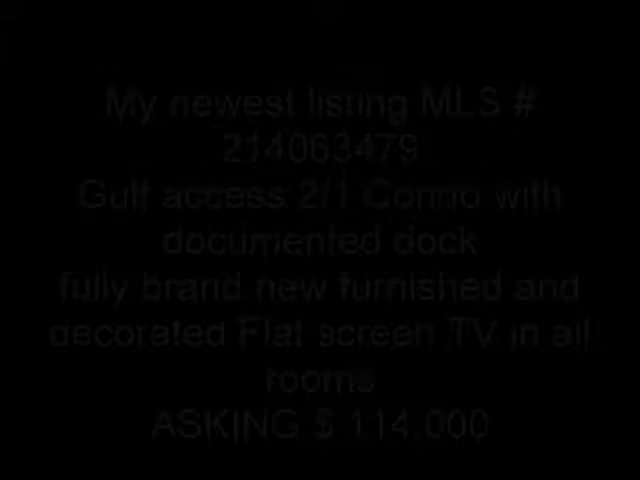 My newest listing MLS #
214063479
Gulf access 2/1 Condo with
documented dock
fully brand new furnished and
decorated Flat screen TV in all
rooms
ASKING $ 114,000